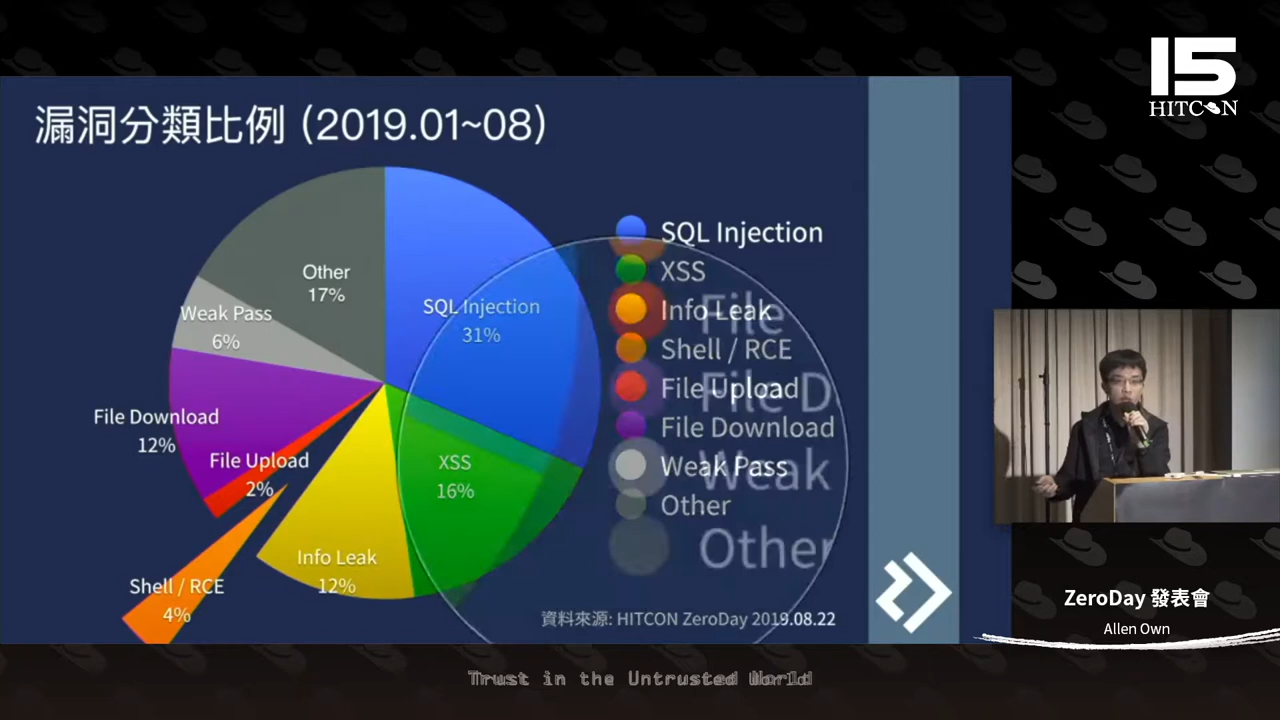 15
HITCON
漏洞分類比例 (2019.01~08)
Other
17%
Weak Pass
6%
SQL Injection
31%
File Download
12%
File Upload
2%
XSS
16%
Info Leak
12%
Shell / RCE
4%
SQL Injection
XSS
Info Leak
Shell / RCE
File Upload
File Download
Weak Pass
Other
File
File D
Weak
Other
資料來源: HITCON ZeroDay 2019.08.22
ZeroDay 發表會
Allen Own
Trust in the Untrusted World